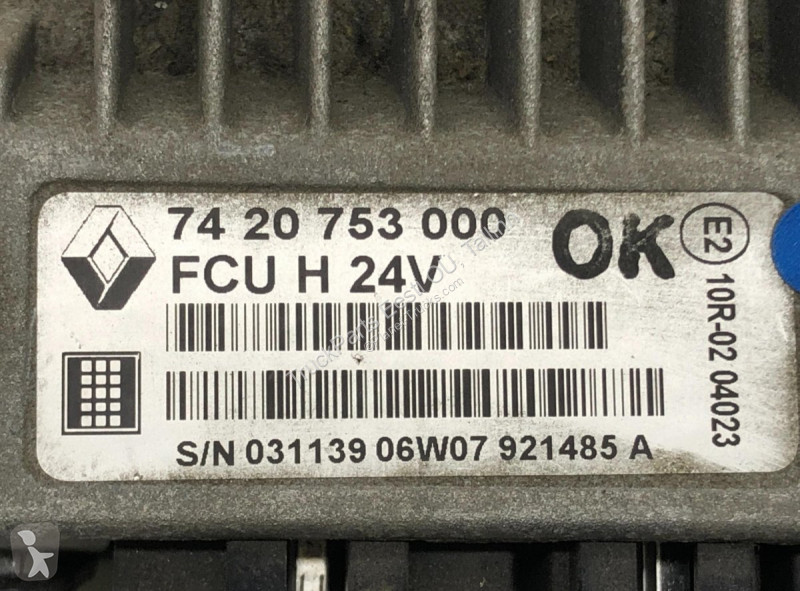 74 20 753 000
OK
FCU H 24V
E2 10R-02 04023
S/N 031139 06W07 921485 A